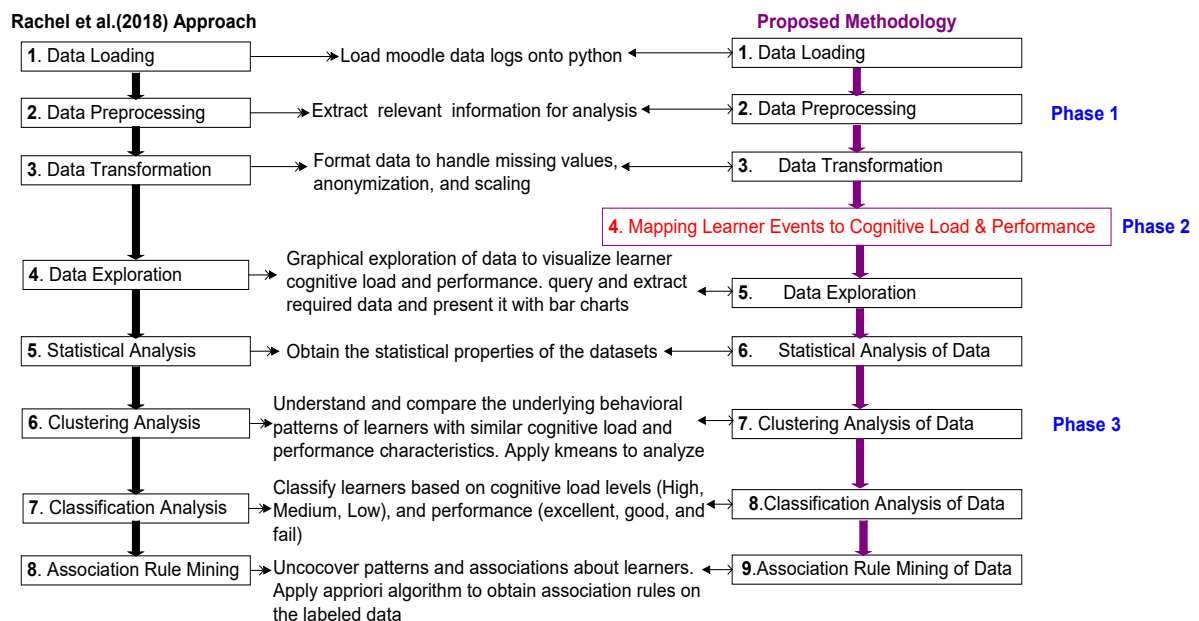 Rachel et al.(2018) Approach
Proposed Methodology
1. Data Loading
Load moodle data logs onto python
1. Data Loading
2. Data Preprocessing
Extract relevant information for analysis
2. Data Preprocessing
Phase 1
3. Data Transformation
Format data to handle missing values,
anonymization, and scaling
3. Data Transformation
4. Mapping Learner Events to Cognitive Load & Performance
Phase 2
4. Data Exploration
Graphical exploration of data to visualize learner
cognitive load and performance. query and extract
required data and present it with bar charts
5. Data Exploration
5. Statistical Analysis
Obtain the statistical properties of the datasets
6. Statistical Analysis of Data
6. Clustering Analysis
Understand and compare the underlying behavioral
patterns of learners with similar cognitive load and
performance characteristics. Apply kmeans to analyze
7. Clustering Analysis of Data
Phase 3
7. Classification Analysis
Classify learners based on cognitive load levels (High,
Medium, Low), and performance (excellent, good, and
fail)
8.Classification Analysis of Data
8. Association Rule Mining
Uncocover patterns and associations about learners.
Apply appriori algorithm to obtain association rules on
the labeled data
9.Association Rule Mining of Data